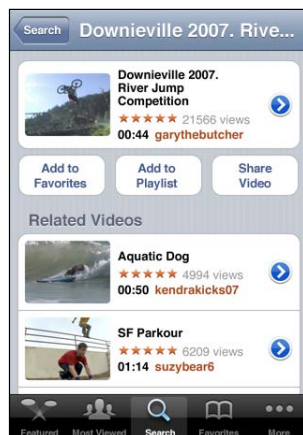 Search
Downieville 2007. Rive...
Downieville 2007.
River Jump
Competition
21566 views
00:44 garythebutcher
Add to
Favorites
Add to
Playlist
Share
Video
Related Videos
Aquatic Dog
4994 views
00:50 kendrakicks07
SF Parkour
6209 views
01:14 suzybear6
Featured Most Viewed Search Favorites More